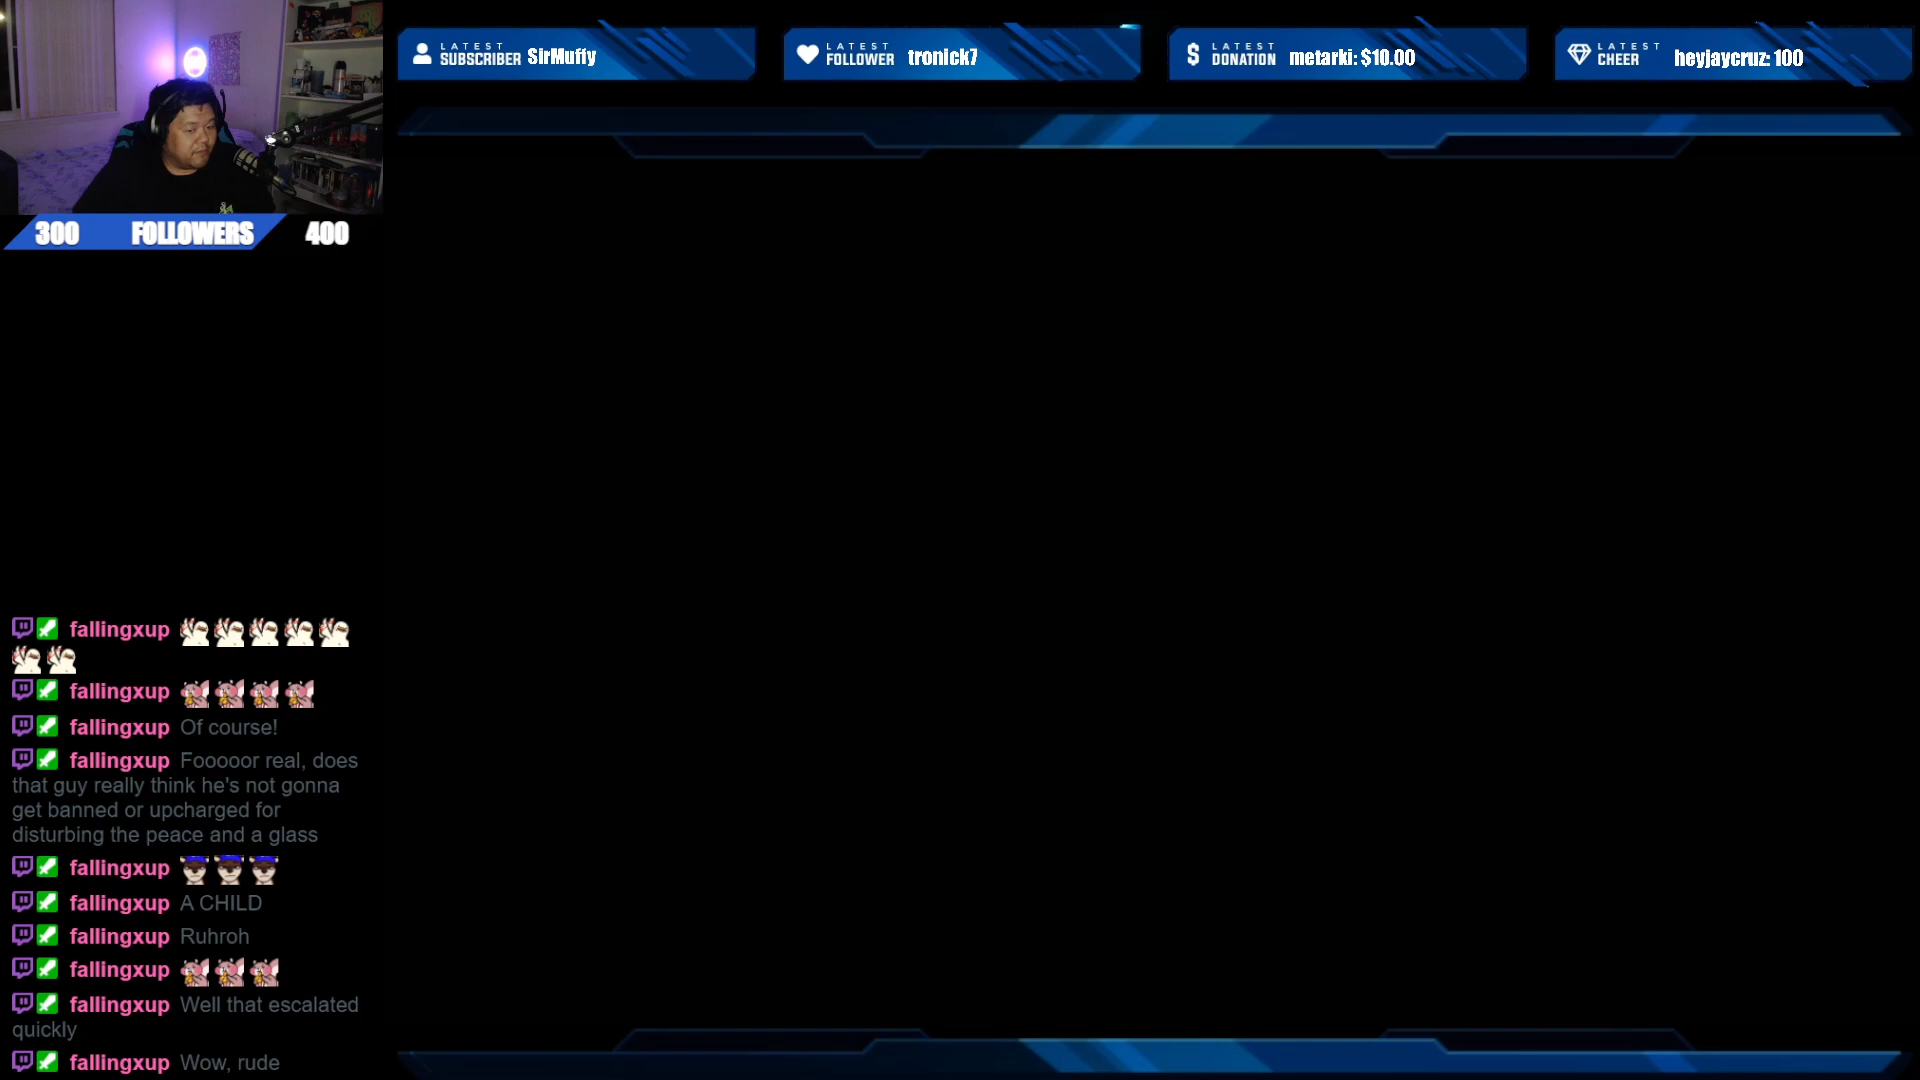 LATEST
SUBSCRIBER SirMuffy
LATEST
FOLLOWER tronick7
LATEST
DONATION metarki: $10.00
LATEST
CHEER heyjaycruz: 100
300 FOLLOWERS 400
fallingxup
fallingxup
fallingxup Of course!
fallingxup Fooooor real, does
that guy really think he's not gonna
get banned or upcharged for
disturbing the peace and a glass
fallingxup
fallingxup A CHILD
fallingxup Ruhroh
fallingxup
fallingxup Well that escalated
quickly
fallingxup Wow, rude